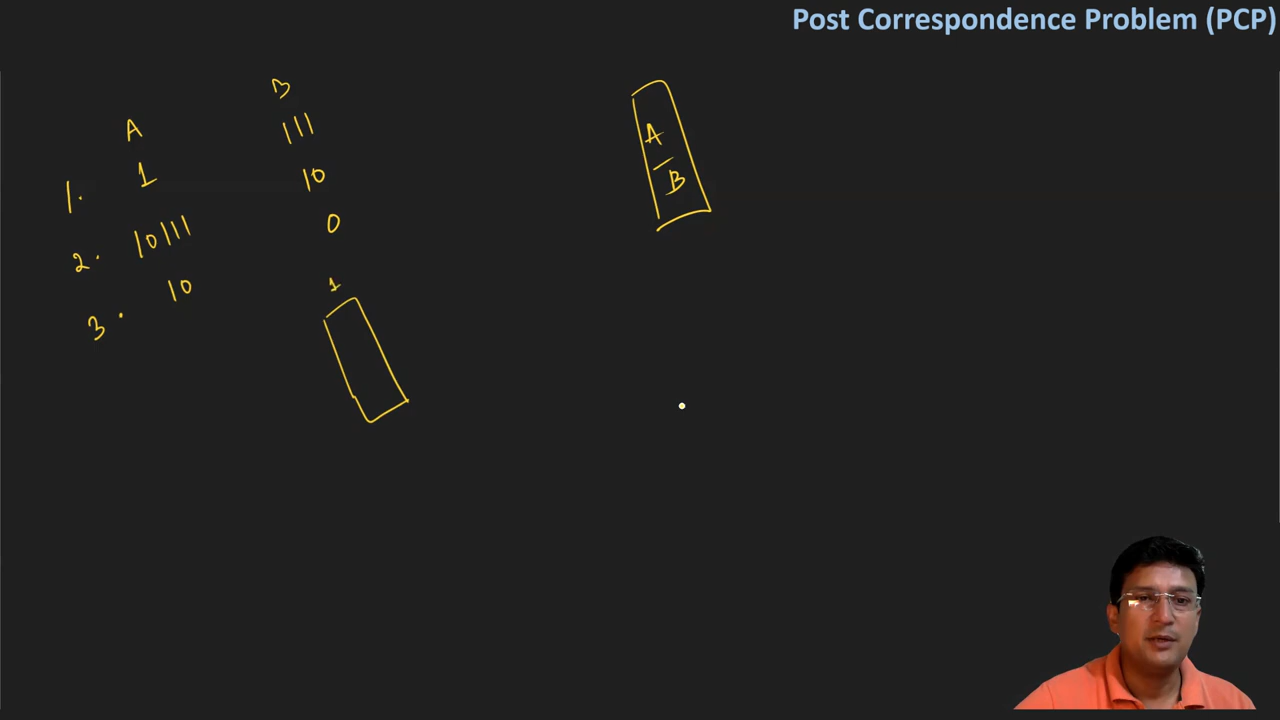 Post Correspondence Problem (PCP)
A B
1. 1 111
2. 10111 10
3. 10 0
1
A
B